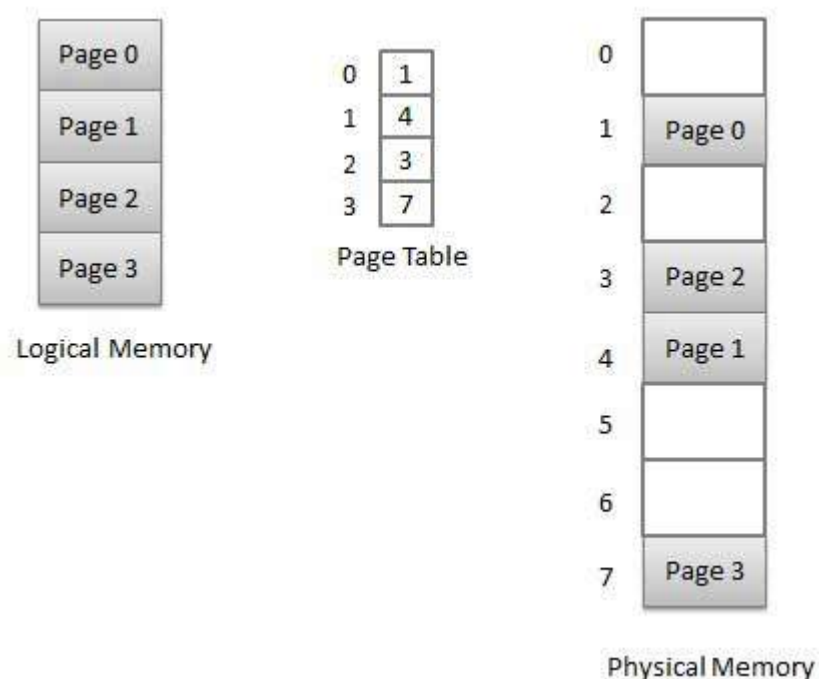 Page 0
Page 1
Page 2
Page 3
Logical Memory
0 1
1 4
2 3
3 7
Page Table
0
1 Page 0
2
3 Page 2
4 Page 1
5
6
7 Page 3
Physical Memory